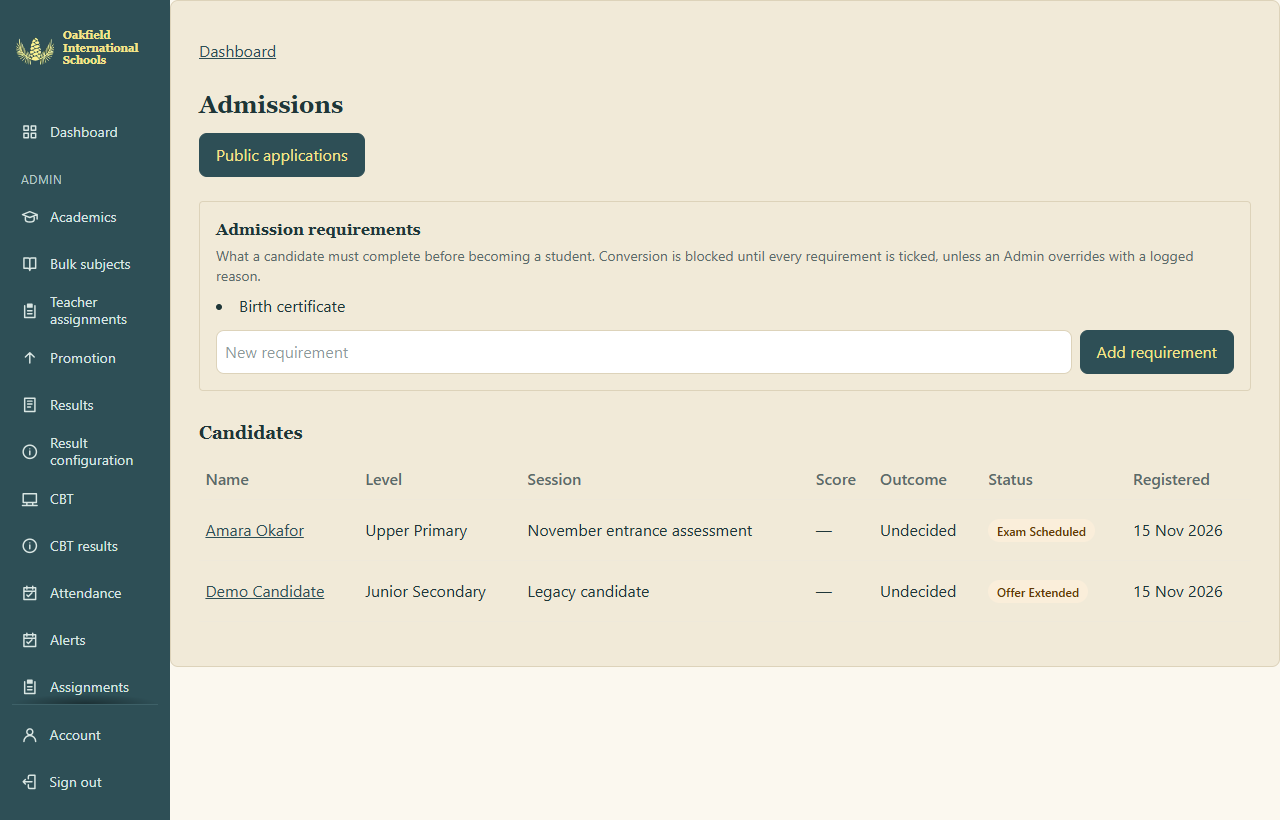 Oakfield
International
Schools
Dashboard
ADMIN
Academics
Bulk subjects
Teacher
assignments
Promotion
Results
Result
configuration
CBT
CBT results
Attendance
Alerts
Assignments
Account
Sign out
Dashboard
Admissions
Public applications
Admission requirements
What a candidate must complete before becoming a student. Conversion is blocked until every requirement is ticked, unless an Admin overrides with a logged
reason.
• Birth certificate
New requirement
Add requirement
Candidates
Name Level Session Score Outcome Status Registered
Amara Okafor Upper Primary November entrance assessment — Undecided Exam Scheduled 15 Nov 2026
Demo Candidate Junior Secondary Legacy candidate — Undecided Offer Extended 15 Nov 2026